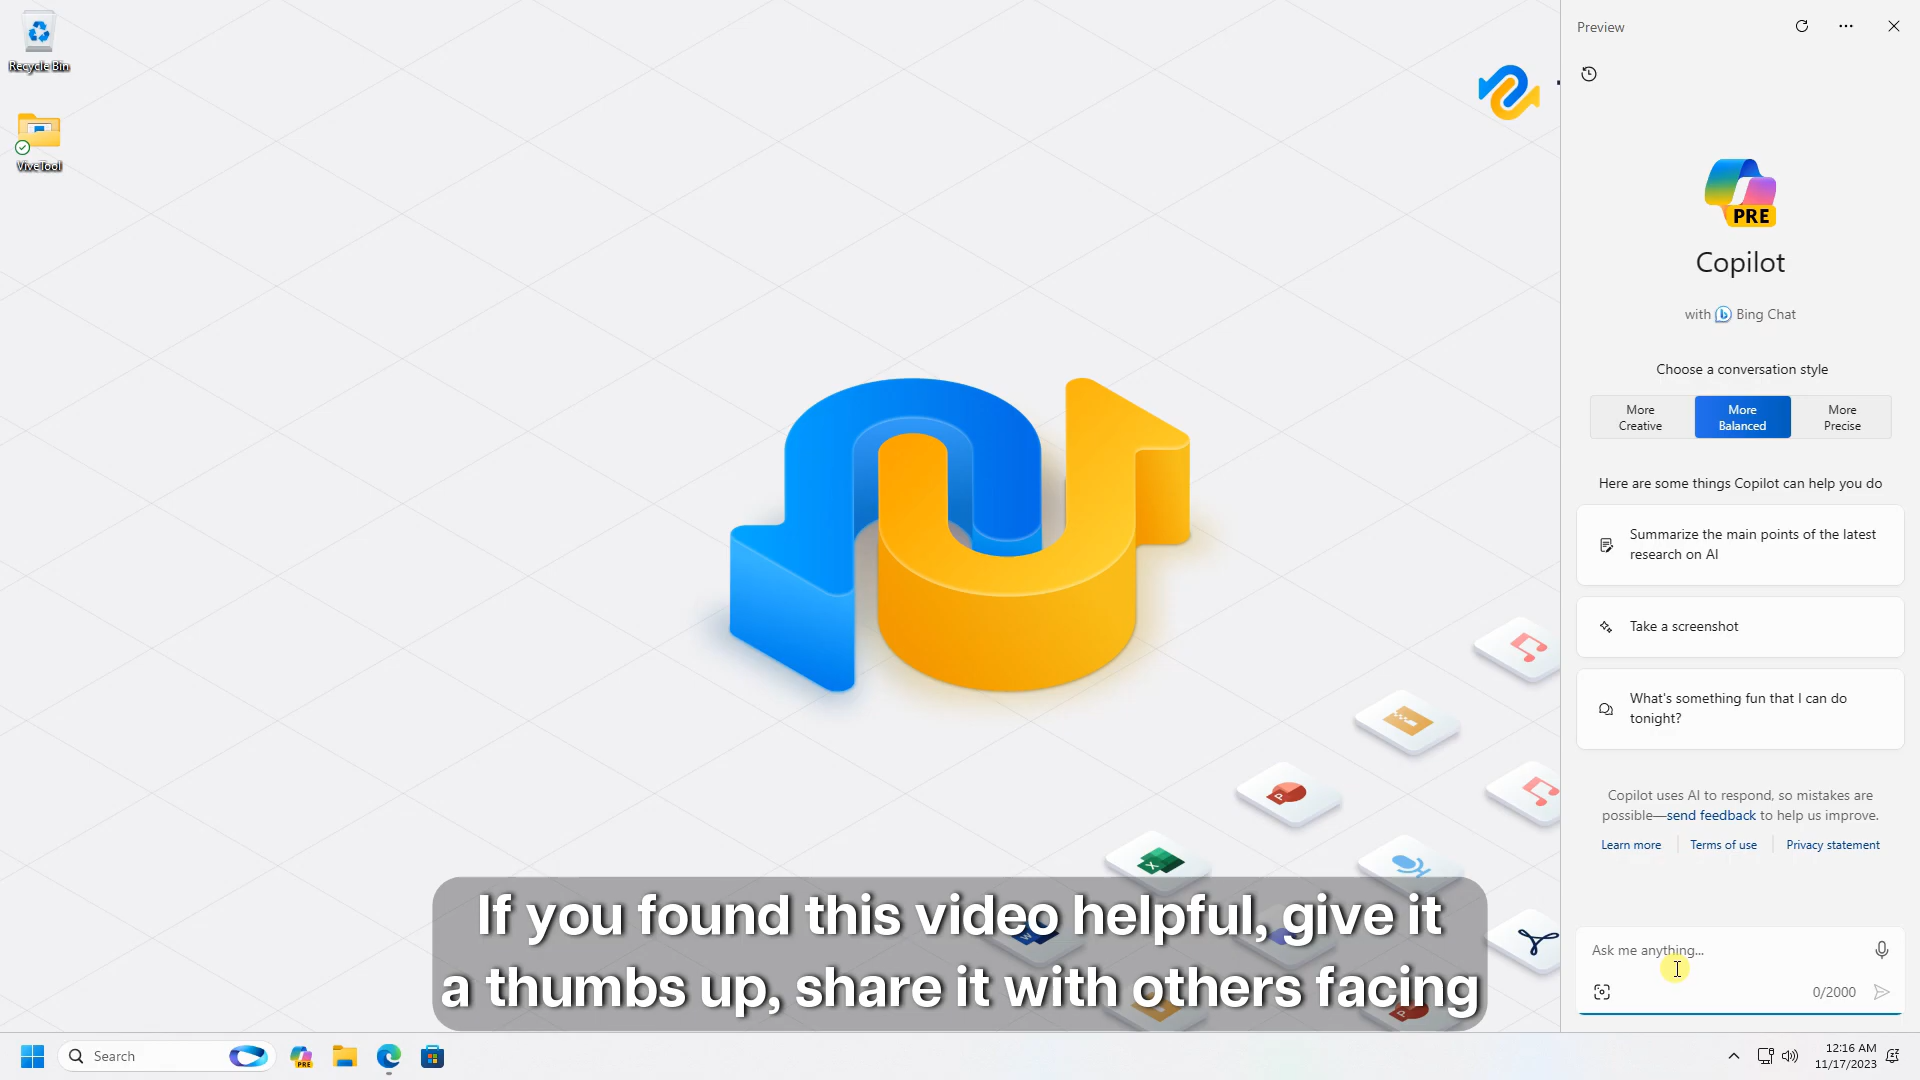 Recycle Bin
ViveTool
Preview
PRE
Copilot
with Bing Chat
Choose a conversation style
More
Creative
More
Balanced
More
Precise
Here are some things Copilot can help you do
Summarize the main points of the latest
research on AI
Take a screenshot
What's something fun that I can do
tonight?
Copilot uses AI to respond, so mistakes are
possible—send feedback to help us improve.
Learn more
Terms of use
Privacy statement
Ask me anything...
0/2000
If you found this video helpful, give it
a thumbs up, share it with others facing
Search
PRE
12:16 AM
11/17/2023